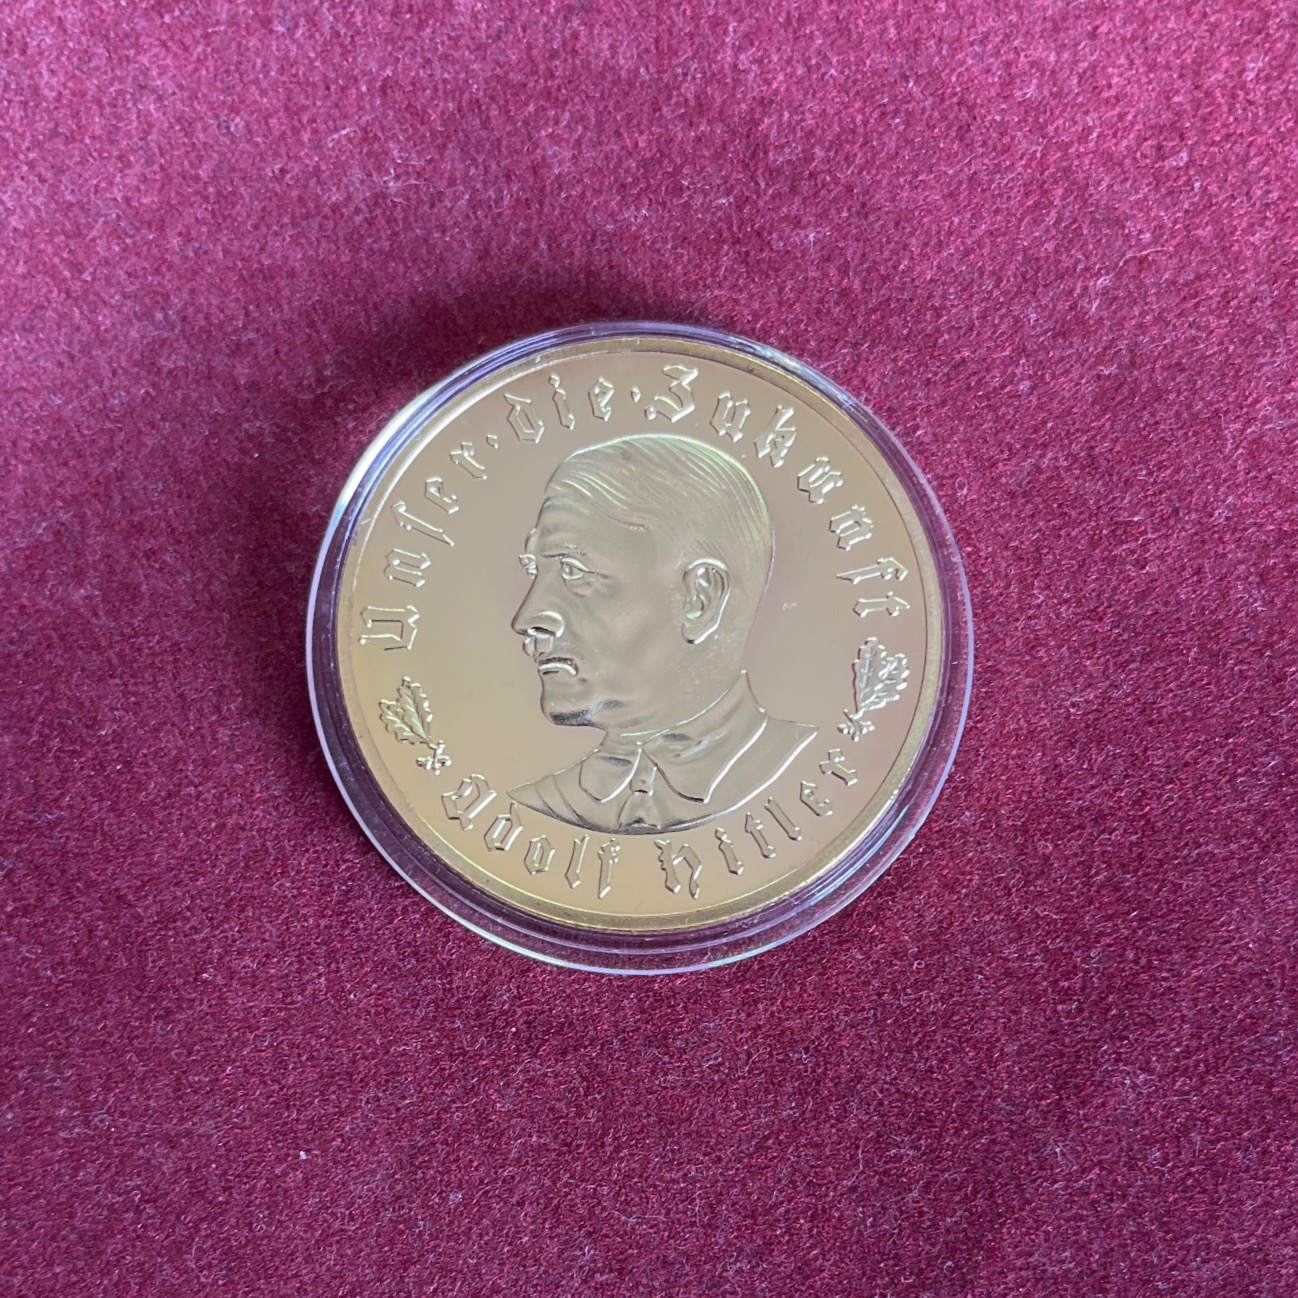 Unser · die · Zukunft
Adolf Hitler